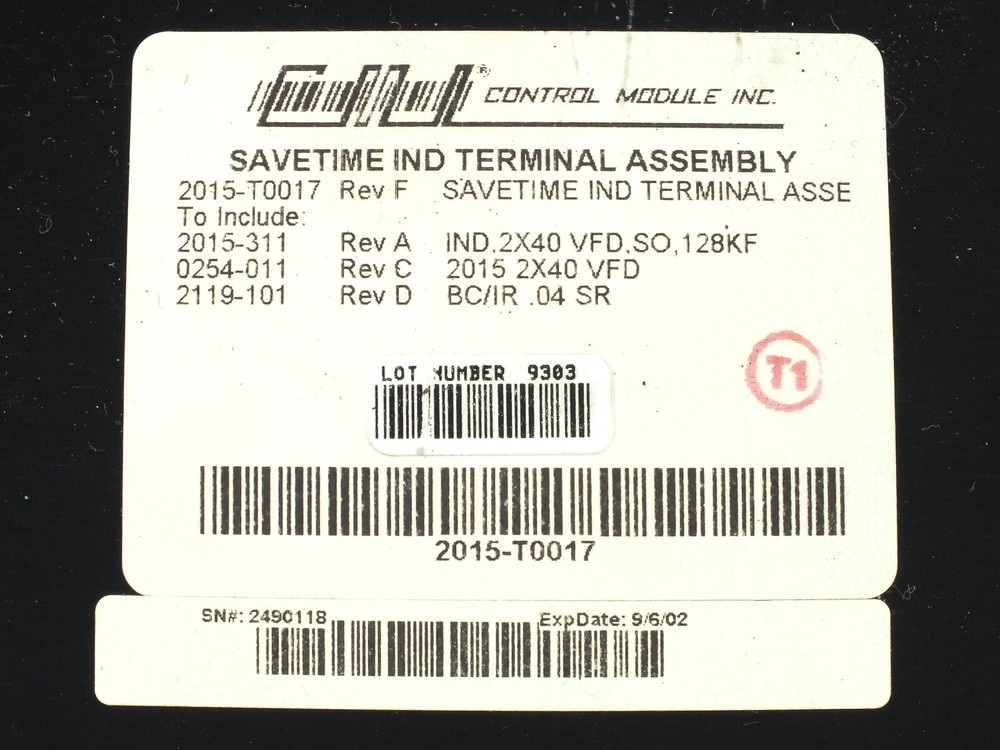 CMI® CONTROL MODULE INC.
SAVETIME IND TERMINAL ASSEMBLY
2015-T0017 Rev F SAVETIME IND TERMINAL ASSE
To Include:
2015-311 Rev A IND,2X40 VFD,SO,128KF
0254-011 Rev C 2015 2X40 VFD
2119-101 Rev D BC/IR .04 SR
LOT NUMBER 9303
T1
2015-T0017
SN#: 2490118 ExpDate: 9/6/02